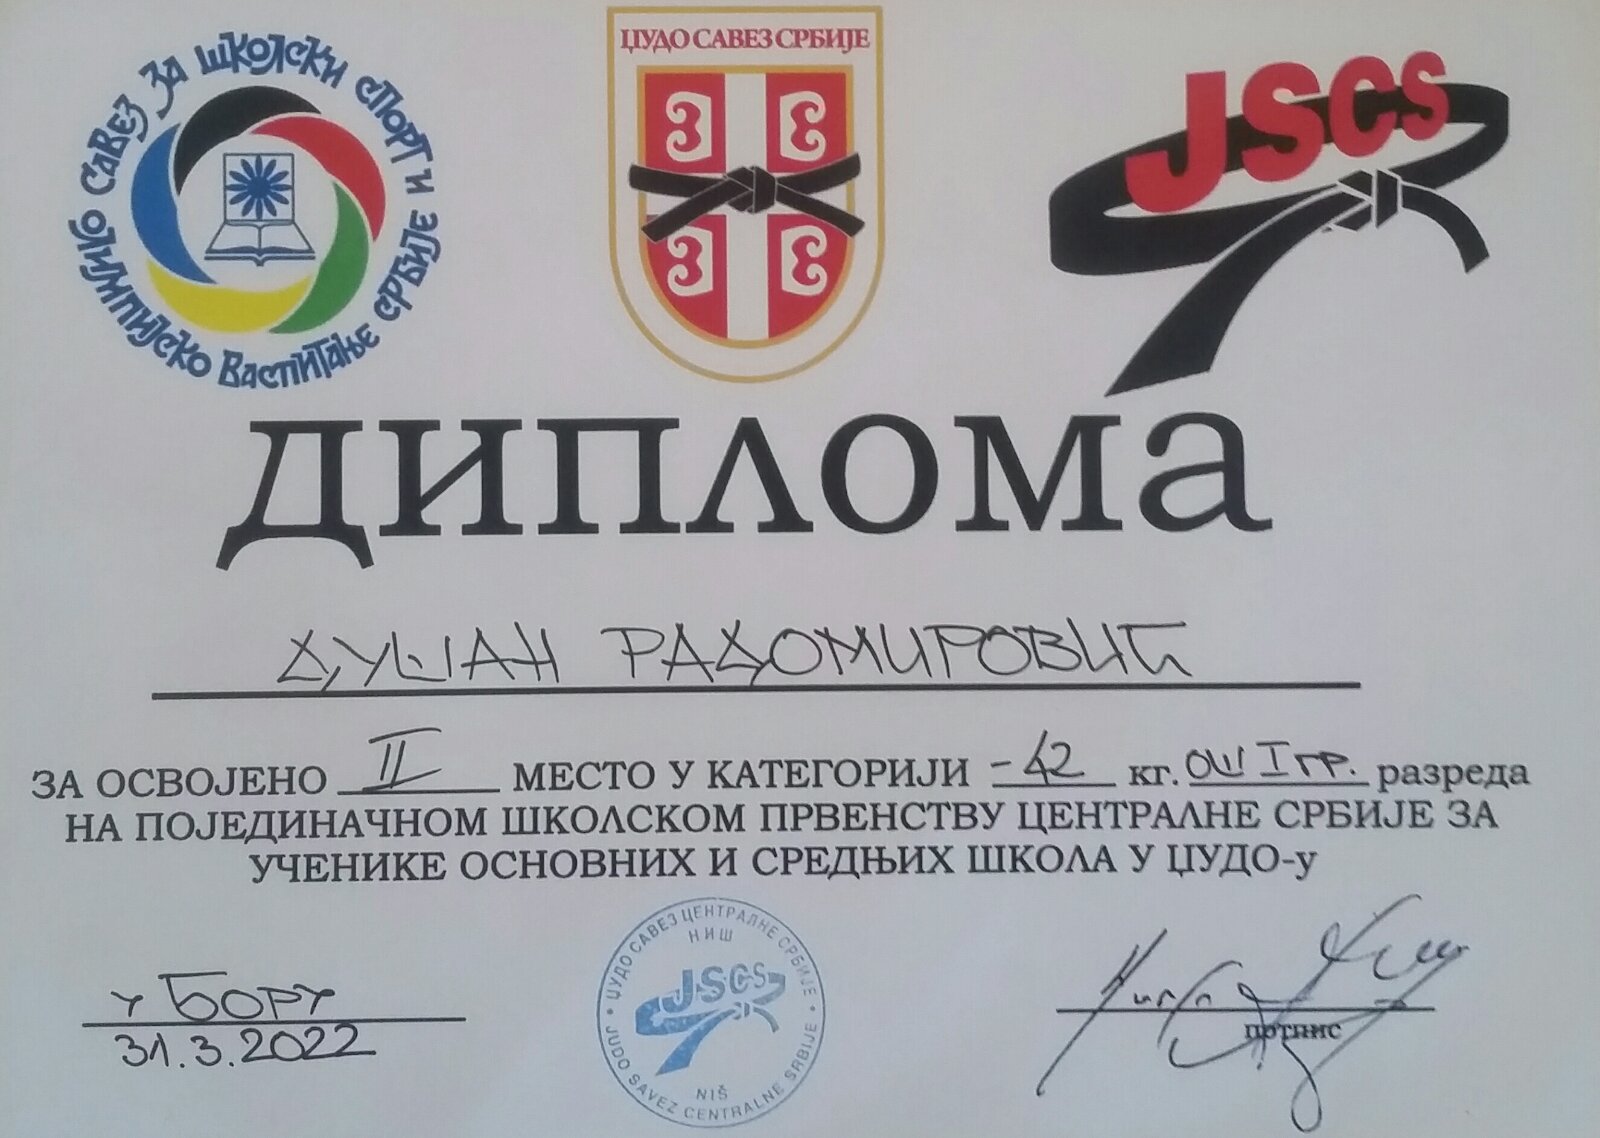 САВЕЗ ЗА ШКОЛСКИ СПОРТ И
ОЛИМПИЈСКО ВАСПИТАЊЕ СРБИЈЕ
ЏУДО САВЕЗ СРБИЈЕ
JSCS
ДИПЛОМА
ДУШАН РАДОМИРОВИЋ
ЗА ОСВОЈЕНО II МЕСТО У КАТЕГОРИЈИ -42 кг. ОШ I ГР. разреда
НА ПОЈЕДИНАЧНОМ ШКОЛСКОМ ПРВЕНСТВУ ЦЕНТРАЛНЕ СРБИЈЕ ЗА
УЧЕНИКЕ ОСНОВНИХ И СРЕДЊИХ ШКОЛА У ЏУДО-у
ЏУДО САВЕЗ ЦЕНТРАЛНЕ СРБИЈЕ
НИШ
JSCS
NIŠ
JUDO SAVEZ CENTRALNE SRBIJE
у Бору
31.3.2022
потпис